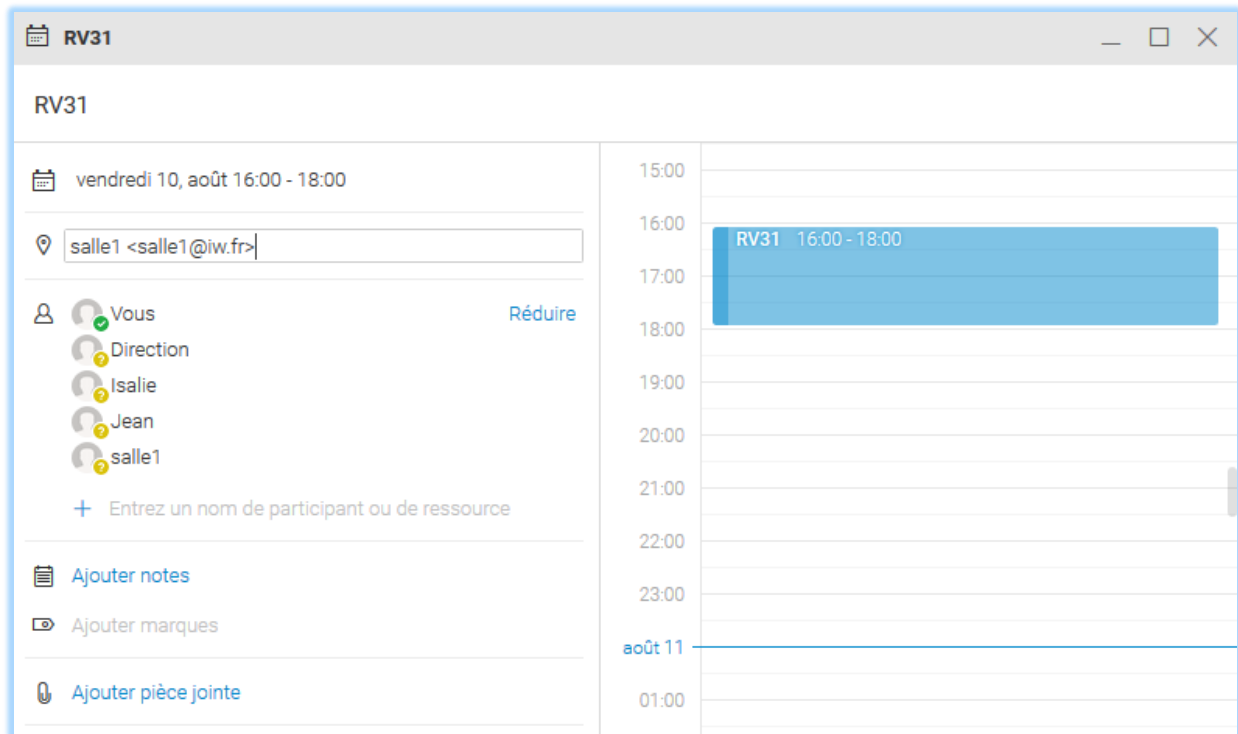 RV31
RV31
vendredi 10, août 16:00 - 18:00
salle1 <salle1@iw.fr>
Vous
Réduire
Direction
Isalie
Jean
salle1
+ Entrez un nom de participant ou de ressource
Ajouter notes
Ajouter marques
Ajouter pièce jointe
15:00
16:00
RV31 16:00 - 18:00
17:00
18:00
19:00
20:00
21:00
22:00
23:00
août 11
01:00